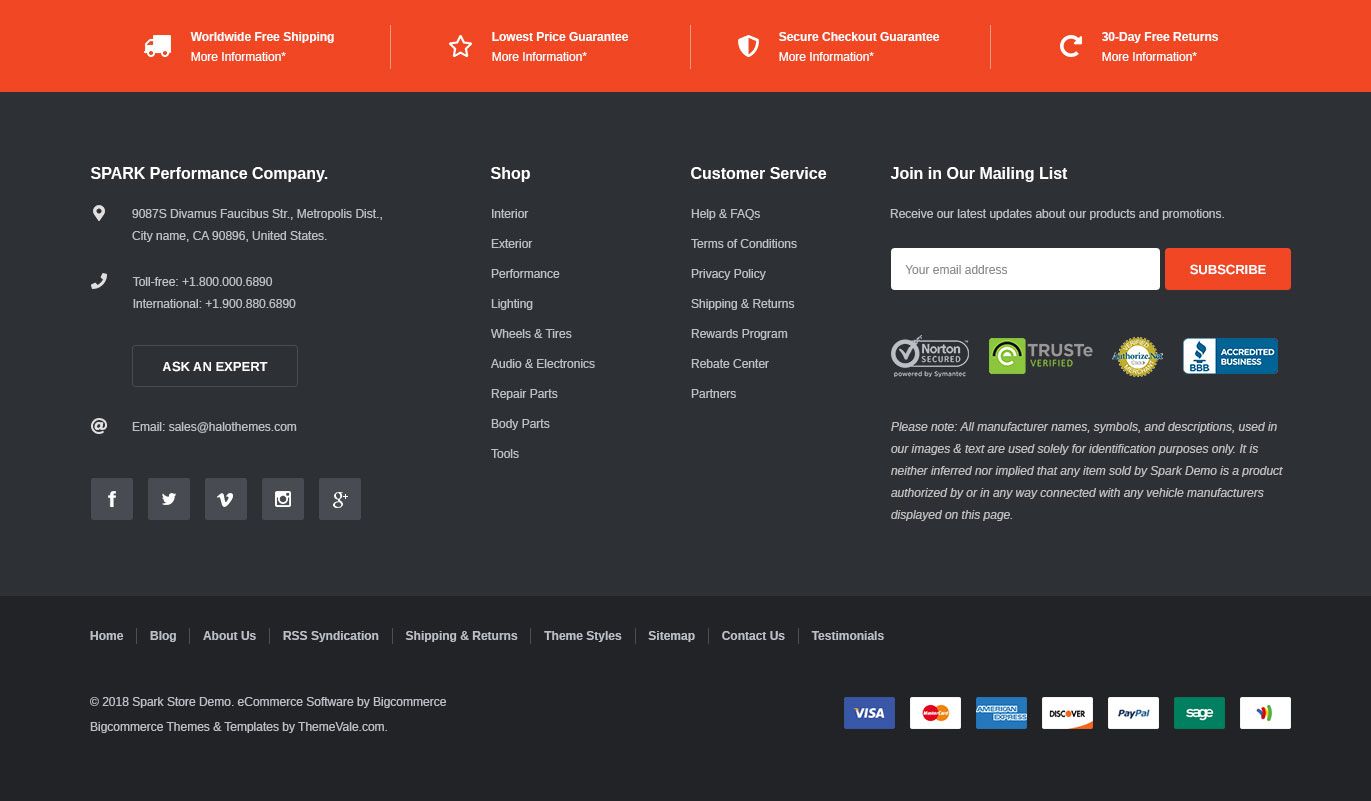 Worldwide Free Shipping
More Information*
Lowest Price Guarantee
More Information*
Secure Checkout Guarantee
More Information*
30-Day Free Returns
More Information*
SPARK Performance Company.
9087S Divamus Faucibus Str., Metropolis Dist.,
City name, CA 90896, United States.
Toll-free: +1.800.000.6890
International: +1.900.880.6890
ASK AN EXPERT
Email: sales@halothemes.com
Shop
Interior
Exterior
Performance
Lighting
Wheels & Tires
Audio & Electronics
Repair Parts
Body Parts
Tools
Customer Service
Help & FAQs
Terms of Conditions
Privacy Policy
Shipping & Returns
Rewards Program
Rebate Center
Partners
Join in Our Mailing List
Receive our latest updates about our products and promotions.
Your email address
SUBSCRIBE
Norton
SECURED
powered by Symantec
TRUSTe
VERIFIED
Authorize.Net
BBB
ACCREDITED
BUSINESS
Please note: All manufacturer names, symbols, and descriptions, used in
our images & text are used solely for identification purposes only. It is
neither inferred nor implied that any item sold by Spark Demo is a product
authorized by or in any way connected with any vehicle manufacturers
displayed on this page.
Home
Blog
About Us
RSS Syndication
Shipping & Returns
Theme Styles
Sitemap
Contact Us
Testimonials
© 2018 Spark Store Demo. eCommerce Software by Bigcommerce
Bigcommerce Themes & Templates by ThemeVale.com.
VISA
MasterCard
AMERICAN
EXPRESS
DISCOVER
PayPal
sage